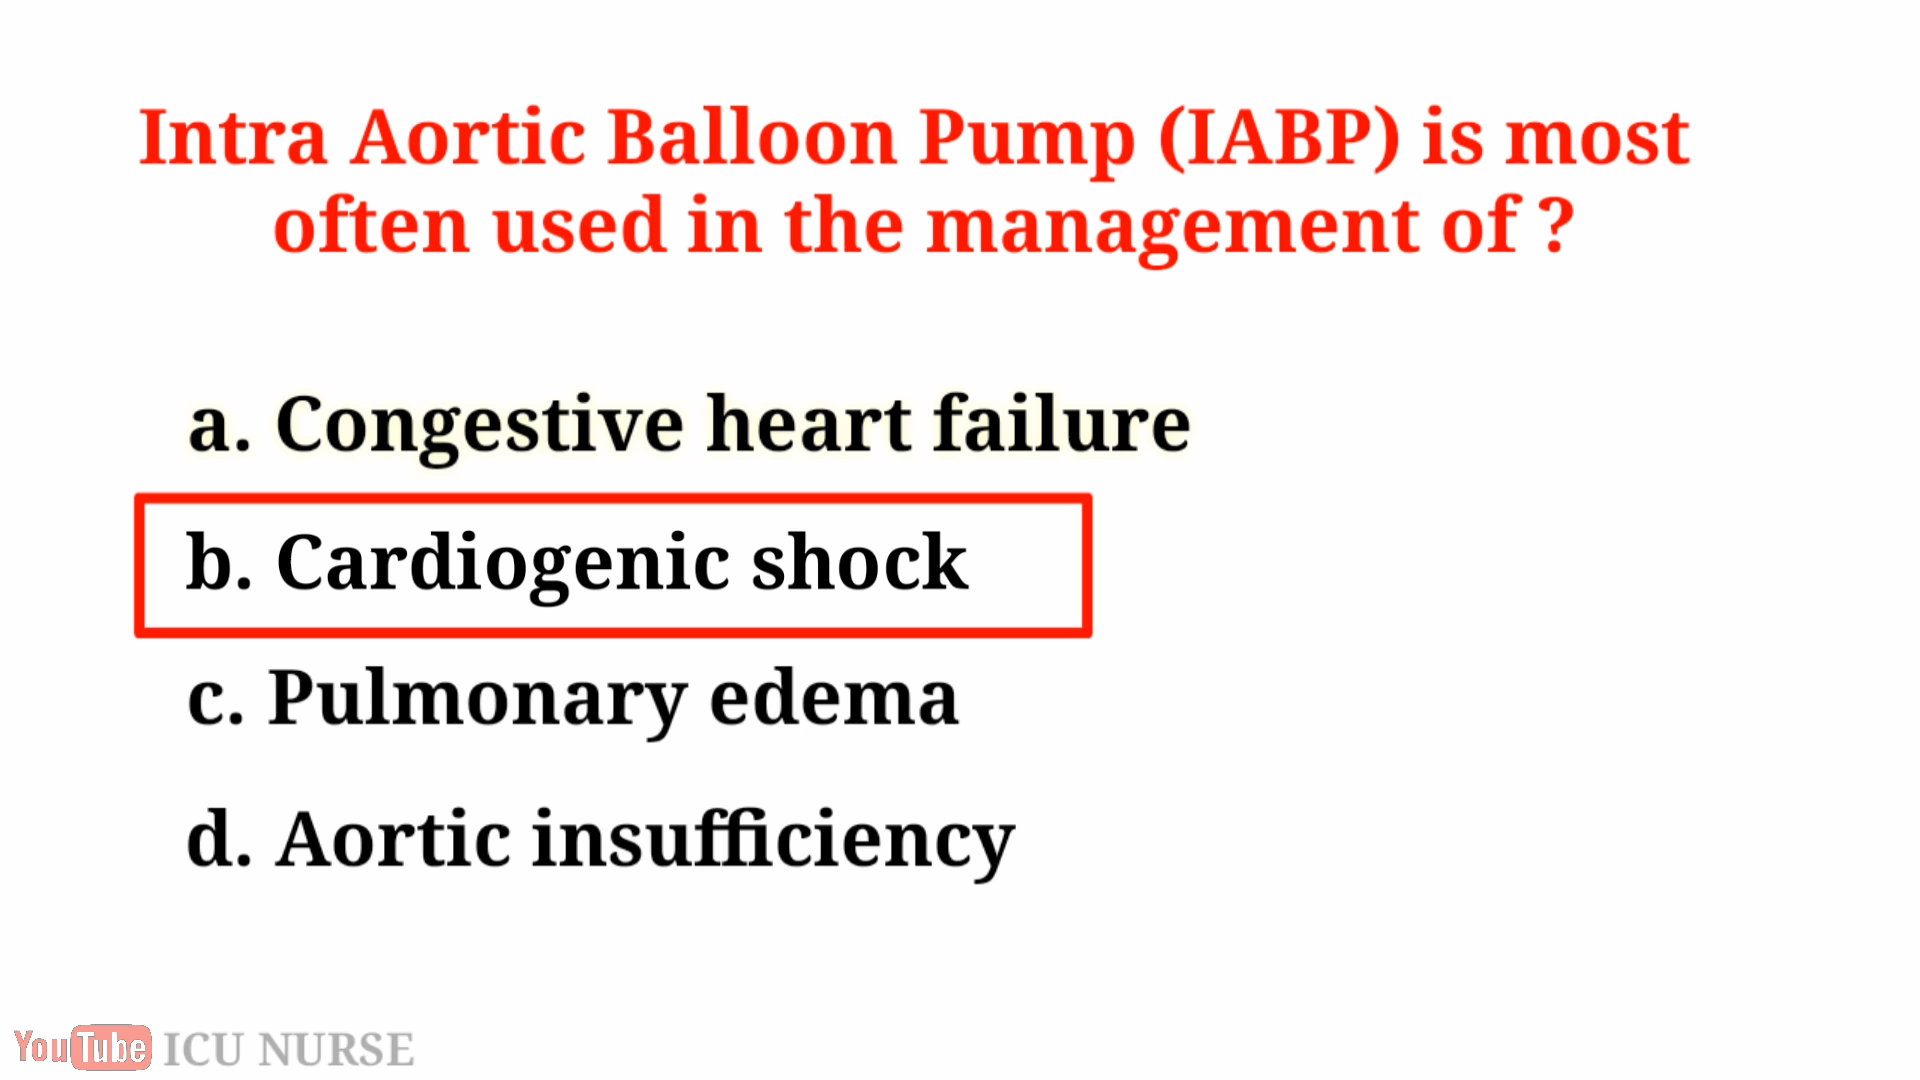 Intra Aortic Balloon Pump (IABP) is most
often used in the management of ?
a. Congestive heart failure
b. Cardiogenic shock
c. Pulmonary edema
d. Aortic insufficiency
YouTube ICU NURSE